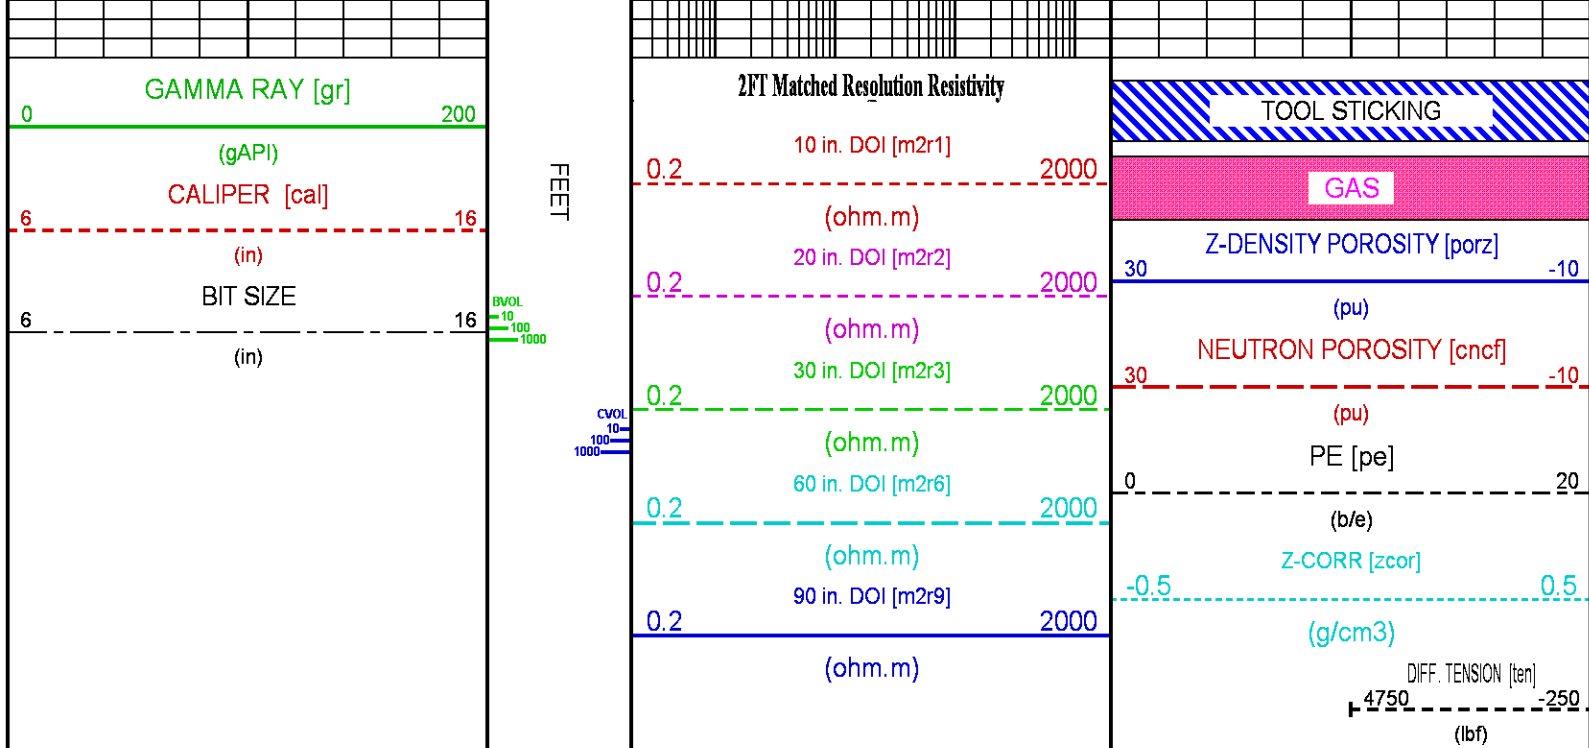 GAMMA RAY [gr]
0 200
(gAPI)
CALIPER [cal]
6 16
(in)
BIT SIZE
6 16
(in)
FEET
BVOL
10
100
1000
CVOL
10
100
1000
2FT Matched Resolution Resistivity
10 in. DOI [m2r1]
0.2 2000
(ohm.m)
20 in. DOI [m2r2]
0.2 2000
(ohm.m)
30 in. DOI [m2r3]
0.2 2000
(ohm.m)
60 in. DOI [m2r6]
0.2 2000
(ohm.m)
90 in. DOI [m2r9]
0.2 2000
(ohm.m)
TOOL STICKING
GAS
Z-DENSITY POROSITY [porz]
30 -10
(pu)
NEUTRON POROSITY [cncf]
30 -10
(pu)
PE [pe]
0 20
(b/e)
Z-CORR [zcor]
-0.5 0.5
(g/cm3)
DIFF. TENSION [ten]
4750 -250
(lbf)